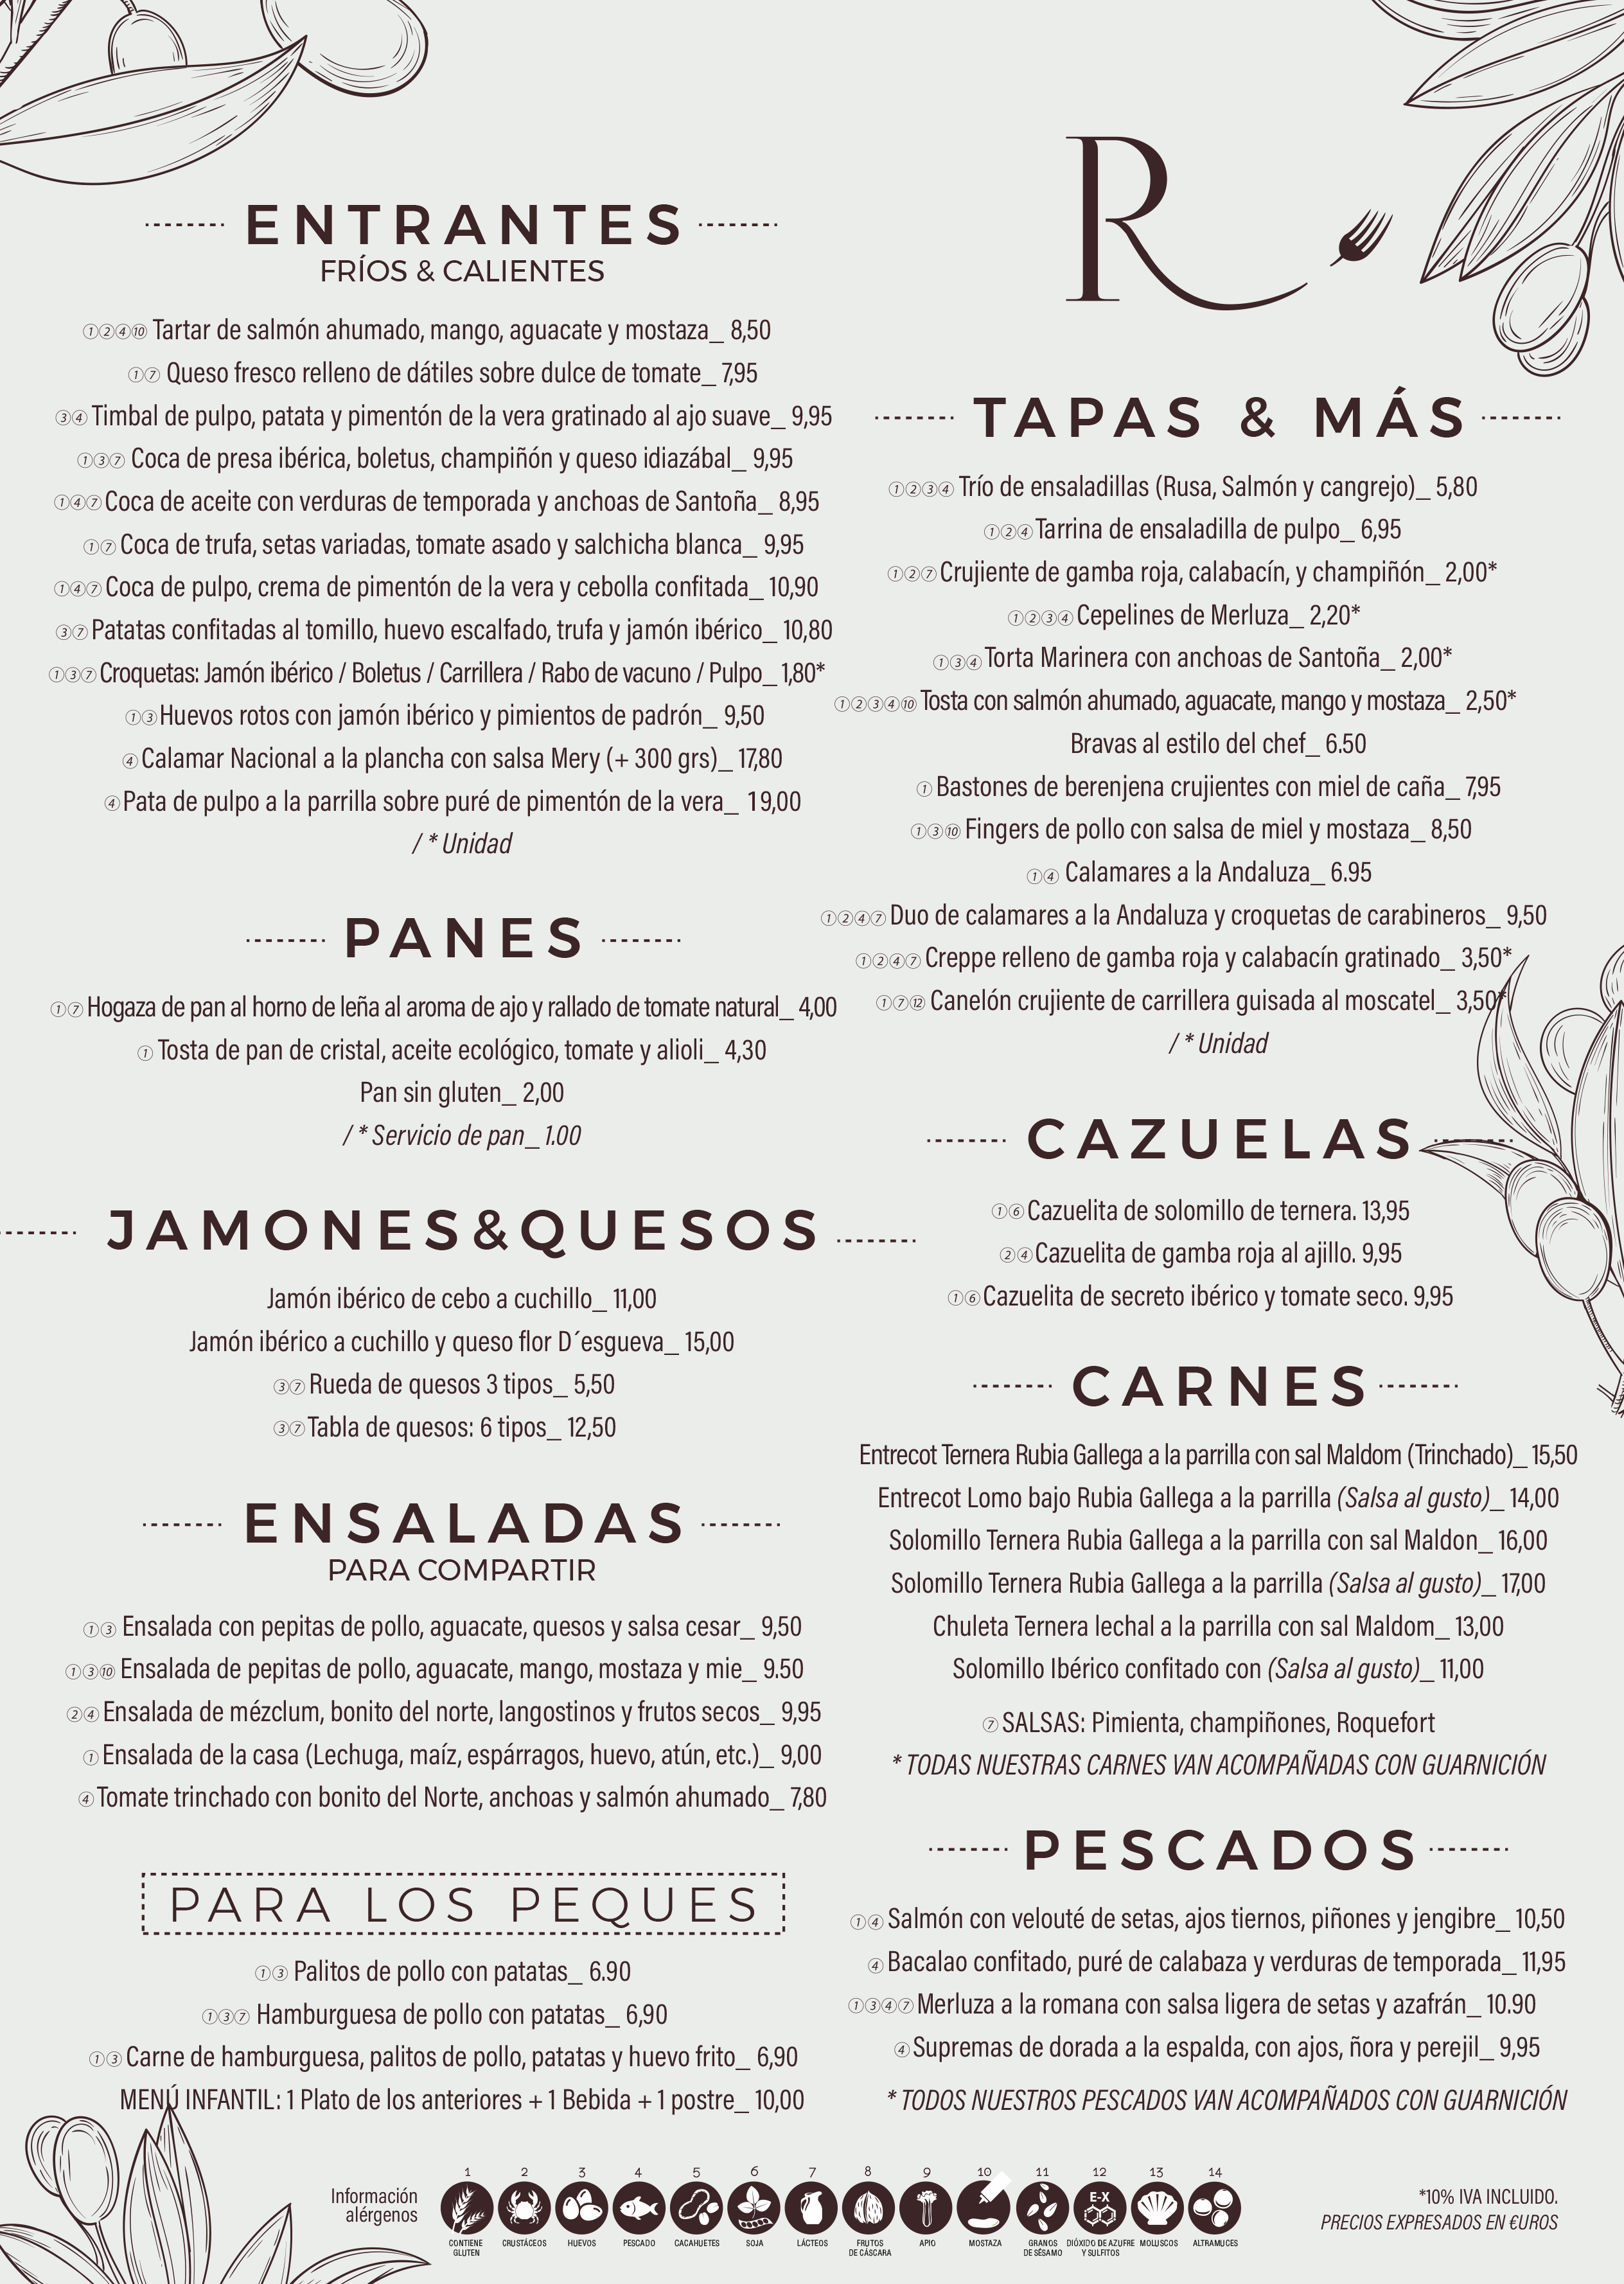 ENTRANTES
FRÍOS & CALIENTES
①②④⑩ Tartar de salmón ahumado, mango, aguacate y mostaza_ 8,50
①⑦ Queso fresco relleno de dátiles sobre dulce de tomate_ 7,95
③④ Timbal de pulpo, patata y pimentón de la vera gratinado al ajo suave_ 9,95
①③⑦ Coca de presa ibérica, boletus, champiñón y queso idiazábal_ 9,95
①④⑦ Coca de aceite con verduras de temporada y anchoas de Santoña_ 8,95
①⑦ Coca de trufa, setas variadas, tomate asado y salchicha blanca_ 9,95
①④⑦ Coca de pulpo, crema de pimentón de la vera y cebolla confitada_ 10,90
③⑦ Patatas confitadas al tomillo, huevo escalfado, trufa y jamón ibérico_ 10,80
①③⑦ Croquetas: Jamón ibérico / Boletus / Carrillera / Rabo de vacuno / Pulpo_ 1,80*
①③ Huevos rotos con jamón ibérico y pimientos de padrón_ 9,50
④ Calamar Nacional a la plancha con salsa Mery (+ 300 grs)_ 17,80
④ Pata de pulpo a la parrilla sobre puré de pimentón de la vera_ 19,00
/ * Unidad
PANES
①⑦ Hogaza de pan al horno de leña al aroma de ajo y rallado de tomate natural_ 4,00
① Tosta de pan de cristal, aceite ecológico, tomate y alioli_ 4,30
Pan sin gluten_ 2,00
/ * Servicio de pan_ 1.00
JAMONES&QUESOS
Jamón ibérico de cebo a cuchillo_ 11,00
Jamón ibérico a cuchillo y queso flor D´esgueva_ 15,00
③⑦ Rueda de quesos 3 tipos_ 5,50
③⑦ Tabla de quesos: 6 tipos_ 12,50
ENSALADAS
PARA COMPARTIR
①③ Ensalada con pepitas de pollo, aguacate, quesos y salsa cesar_ 9,50
①③⑩ Ensalada de pepitas de pollo, aguacate, mango, mostaza y mie_ 9.50
②④ Ensalada de mézclum, bonito del norte, langostinos y frutos secos_ 9,95
① Ensalada de la casa (Lechuga, maíz, espárragos, huevo, atún, etc.)_ 9,00
④ Tomate trinchado con bonito del Norte, anchoas y salmón ahumado_ 7,80
PARA LOS PEQUES
①③ Palitos de pollo con patatas_ 6.90
①③⑦ Hamburguesa de pollo con patatas_ 6,90
①③ Carne de hamburguesa, palitos de pollo, patatas y huevo frito_ 6,90
MENÚ INFANTIL: 1 Plato de los anteriores + 1 Bebida + 1 postre_ 10,00
R
TAPAS & MÁS
①②③④ Trío de ensaladillas (Rusa, Salmón y cangrejo)_ 5,80
①②④ Tarrina de ensaladilla de pulpo_ 6,95
①②⑦ Crujiente de gamba roja, calabacín, y champiñón_ 2,00*
①②③④ Cepelines de Merluza_ 2,20*
①③④ Torta Marinera con anchoas de Santoña_ 2,00*
①②③④⑩ Tosta con salmón ahumado, aguacate, mango y mostaza_ 2,50*
Bravas al estilo del chef_ 6.50
① Bastones de berenjena crujientes con miel de caña_ 7,95
①③⑩ Fingers de pollo con salsa de miel y mostaza_ 8,50
①④ Calamares a la Andaluza_ 6.95
①②④⑦ Duo de calamares a la Andaluza y croquetas de carabineros_ 9,50
①②④⑦ Creppe relleno de gamba roja y calabacín gratinado_ 3,50*
①⑦⑫ Canelón crujiente de carrillera guisada al moscatel_ 3,50*
/ * Unidad
CAZUELAS
①⑥ Cazuelita de solomillo de ternera. 13,95
②④ Cazuelita de gamba roja al ajillo. 9,95
①⑥ Cazuelita de secreto ibérico y tomate seco. 9,95
CARNES
Entrecot Ternera Rubia Gallega a la parrilla con sal Maldom (Trinchado)_ 15,50
Entrecot Lomo bajo Rubia Gallega a la parrilla (Salsa al gusto)_ 14,00
Solomillo Ternera Rubia Gallega a la parrilla con sal Maldon_ 16,00
Solomillo Ternera Rubia Gallega a la parrilla (Salsa al gusto)_ 17,00
Chuleta Ternera lechal a la parrilla con sal Maldom_ 13,00
Solomillo Ibérico confitado con (Salsa al gusto)_ 11,00
⑦ SALSAS: Pimienta, champiñones, Roquefort
* TODAS NUESTRAS CARNES VAN ACOMPAÑADAS CON GUARNICIÓN
PESCADOS
①④ Salmón con velouté de setas, ajos tiernos, piñones y jengibre_ 10,50
④ Bacalao confitado, puré de calabaza y verduras de temporada_ 11,95
①③④⑦ Merluza a la romana con salsa ligera de setas y azafrán_ 10.90
④ Supremas de dorada a la espalda, con ajos, ñora y perejil_ 9,95
* TODOS NUESTROS PESCADOS VAN ACOMPAÑADOS CON GUARNICIÓN
Información
alérgenos
1 2 3 4 5 6 7 8 9 10 11 12 13 14
E-X
CONTIENE CRUSTÁCEOS HUEVOS PESCADO CACAHUETES SOJA LÁCTEOS FRUTOS APIO MOSTAZA GRANOS DIÓXIDO DE AZUFRE MOLUSCOS ALTRAMUCES
GLUTEN DE CÁSCARA DE SÉSAMO Y SULFITOS
*10% IVA INCLUIDO.
PRECIOS EXPRESADOS EN €UROS